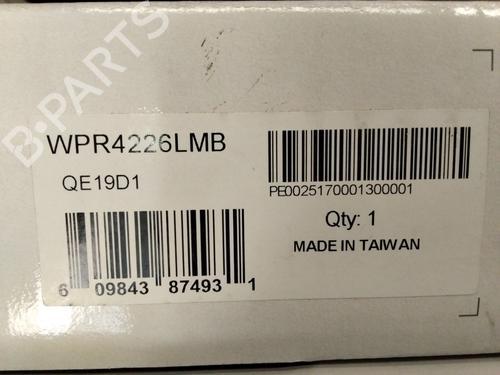 B-PARTS
WPR4226LMB
QE19D1
6 09843 87493 1
PE0025170001300001
Qty: 1
MADE IN TAIWAN